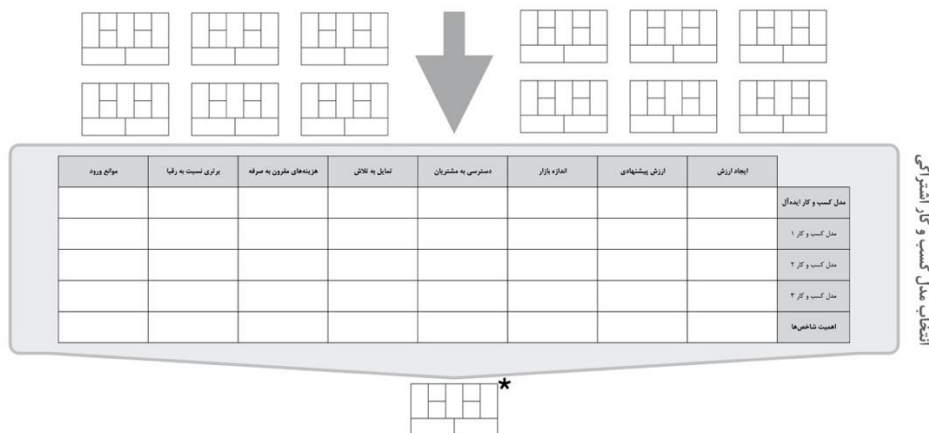 ایجاد ارزش
ارزش پیشنهادی
اندازه بازار
دسترسی به مشتریان
تمایل به تلاش
هزینه‌های مقرون به صرفه
برتری نسبت به رقبا
موانع ورود
مدل کسب و کار ایده‌آل
مدل کسب و کار ۱
مدل کسب و کار ۲
مدل کسب و کار ۳
اهمیت شاخص‌ها
انتخاب مدل کسب و کار اشتراکی
*